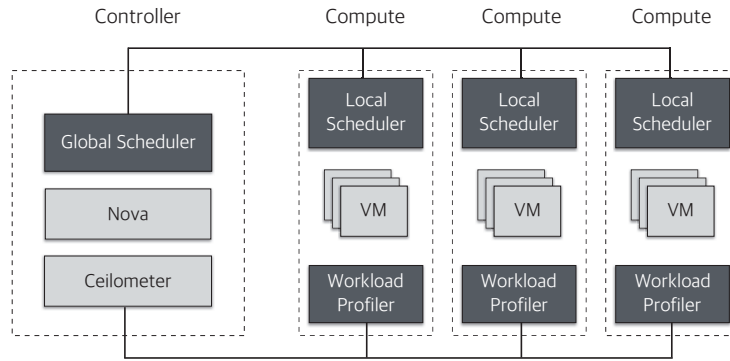 Controller
Compute
Compute
Compute
Global Scheduler
Nova
Ceilometer
Local
Scheduler
VM
Workload
Profiler
Local
Scheduler
VM
Workload
Profiler
Local
Scheduler
VM
Workload
Profiler